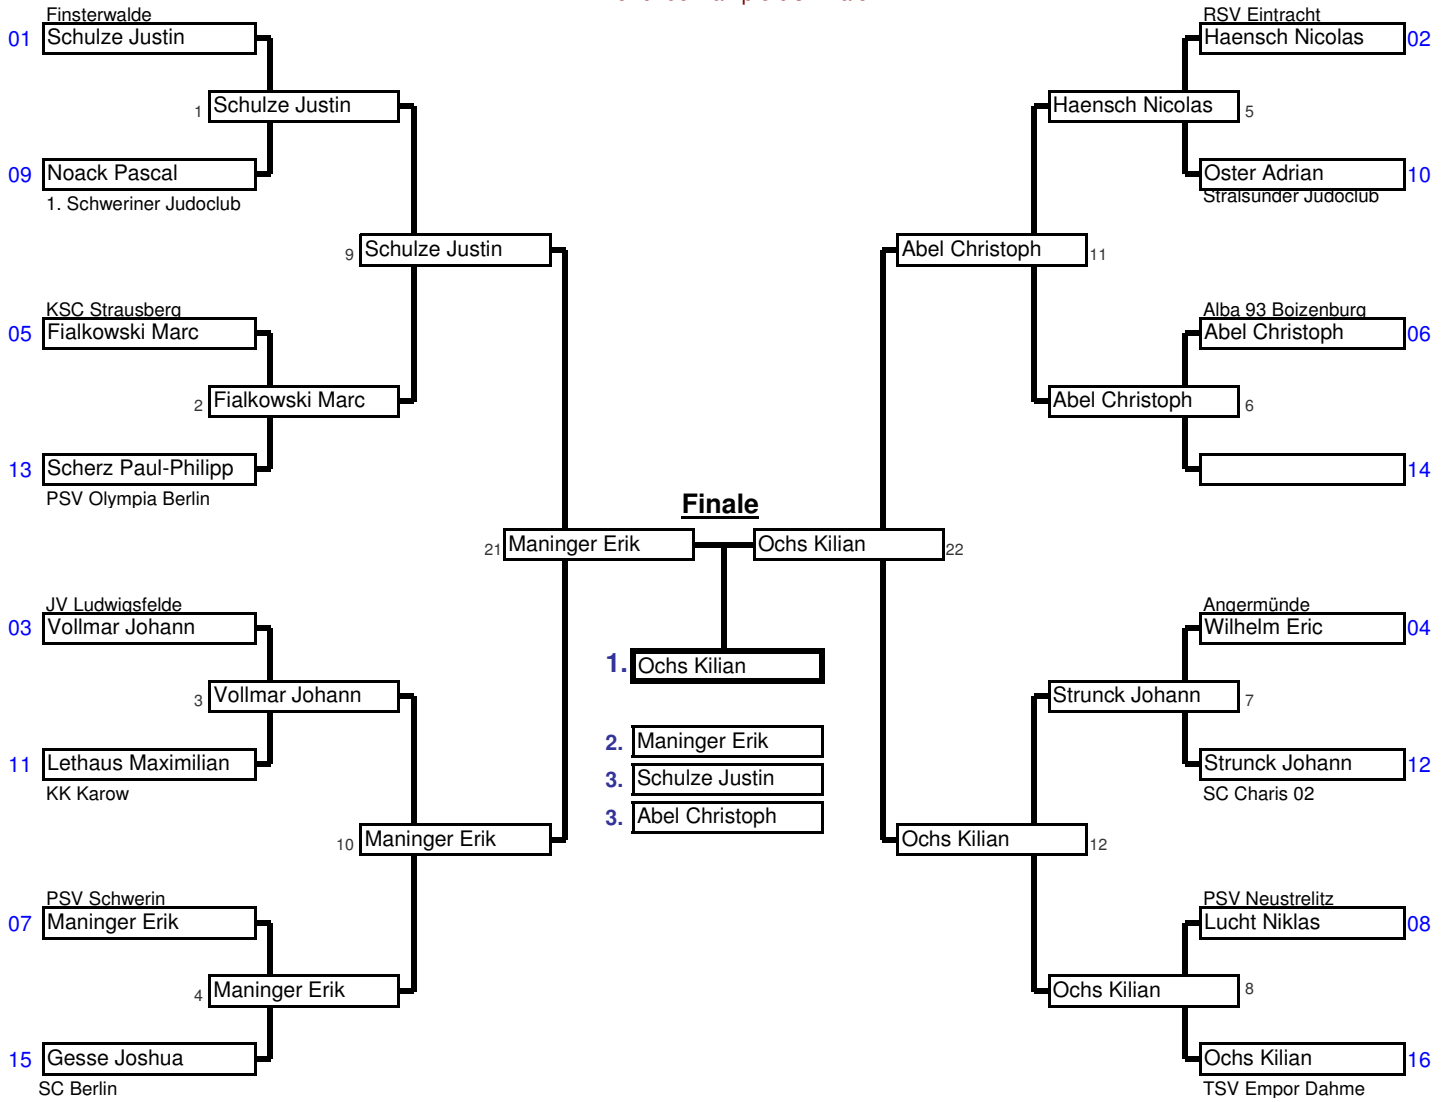 Finsterwalde
01 Schulze Justin
1 Schulze Justin
09 Noack Pascal
1. Schweriner Judoclub
9 Schulze Justin
KSC Strausberg
05 Fialkowski Marc
2 Fialkowski Marc
13 Scherz Paul-Philipp
PSV Olympia Berlin
21 Maninger Erik
JV Ludwigsfelde
03 Vollmar Johann
3 Vollmar Johann
11 Lethaus Maximilian
KK Karow
10 Maninger Erik
PSV Schwerin
07 Maninger Erik
4 Maninger Erik
15 Gesse Joshua
SC Berlin
Finale
1. Ochs Kilian
2. Maninger Erik
3. Schulze Justin
3. Abel Christoph
RSV Eintracht
Haensch Nicolas 02
Haensch Nicolas 5
Oster Adrian 10
Stralsunder Judoclub
Abel Christoph 11
Alba 93 Boizenburg
Abel Christoph 06
Abel Christoph 6
14
Ochs Kilian 22
Angermünde
Wilhelm Eric 04
Strunck Johann 7
Strunck Johann 12
SC Charis 02
Ochs Kilian 12
PSV Neustrelitz
Lucht Niklas 08
Ochs Kilian 8
Ochs Kilian 16
TSV Empor Dahme